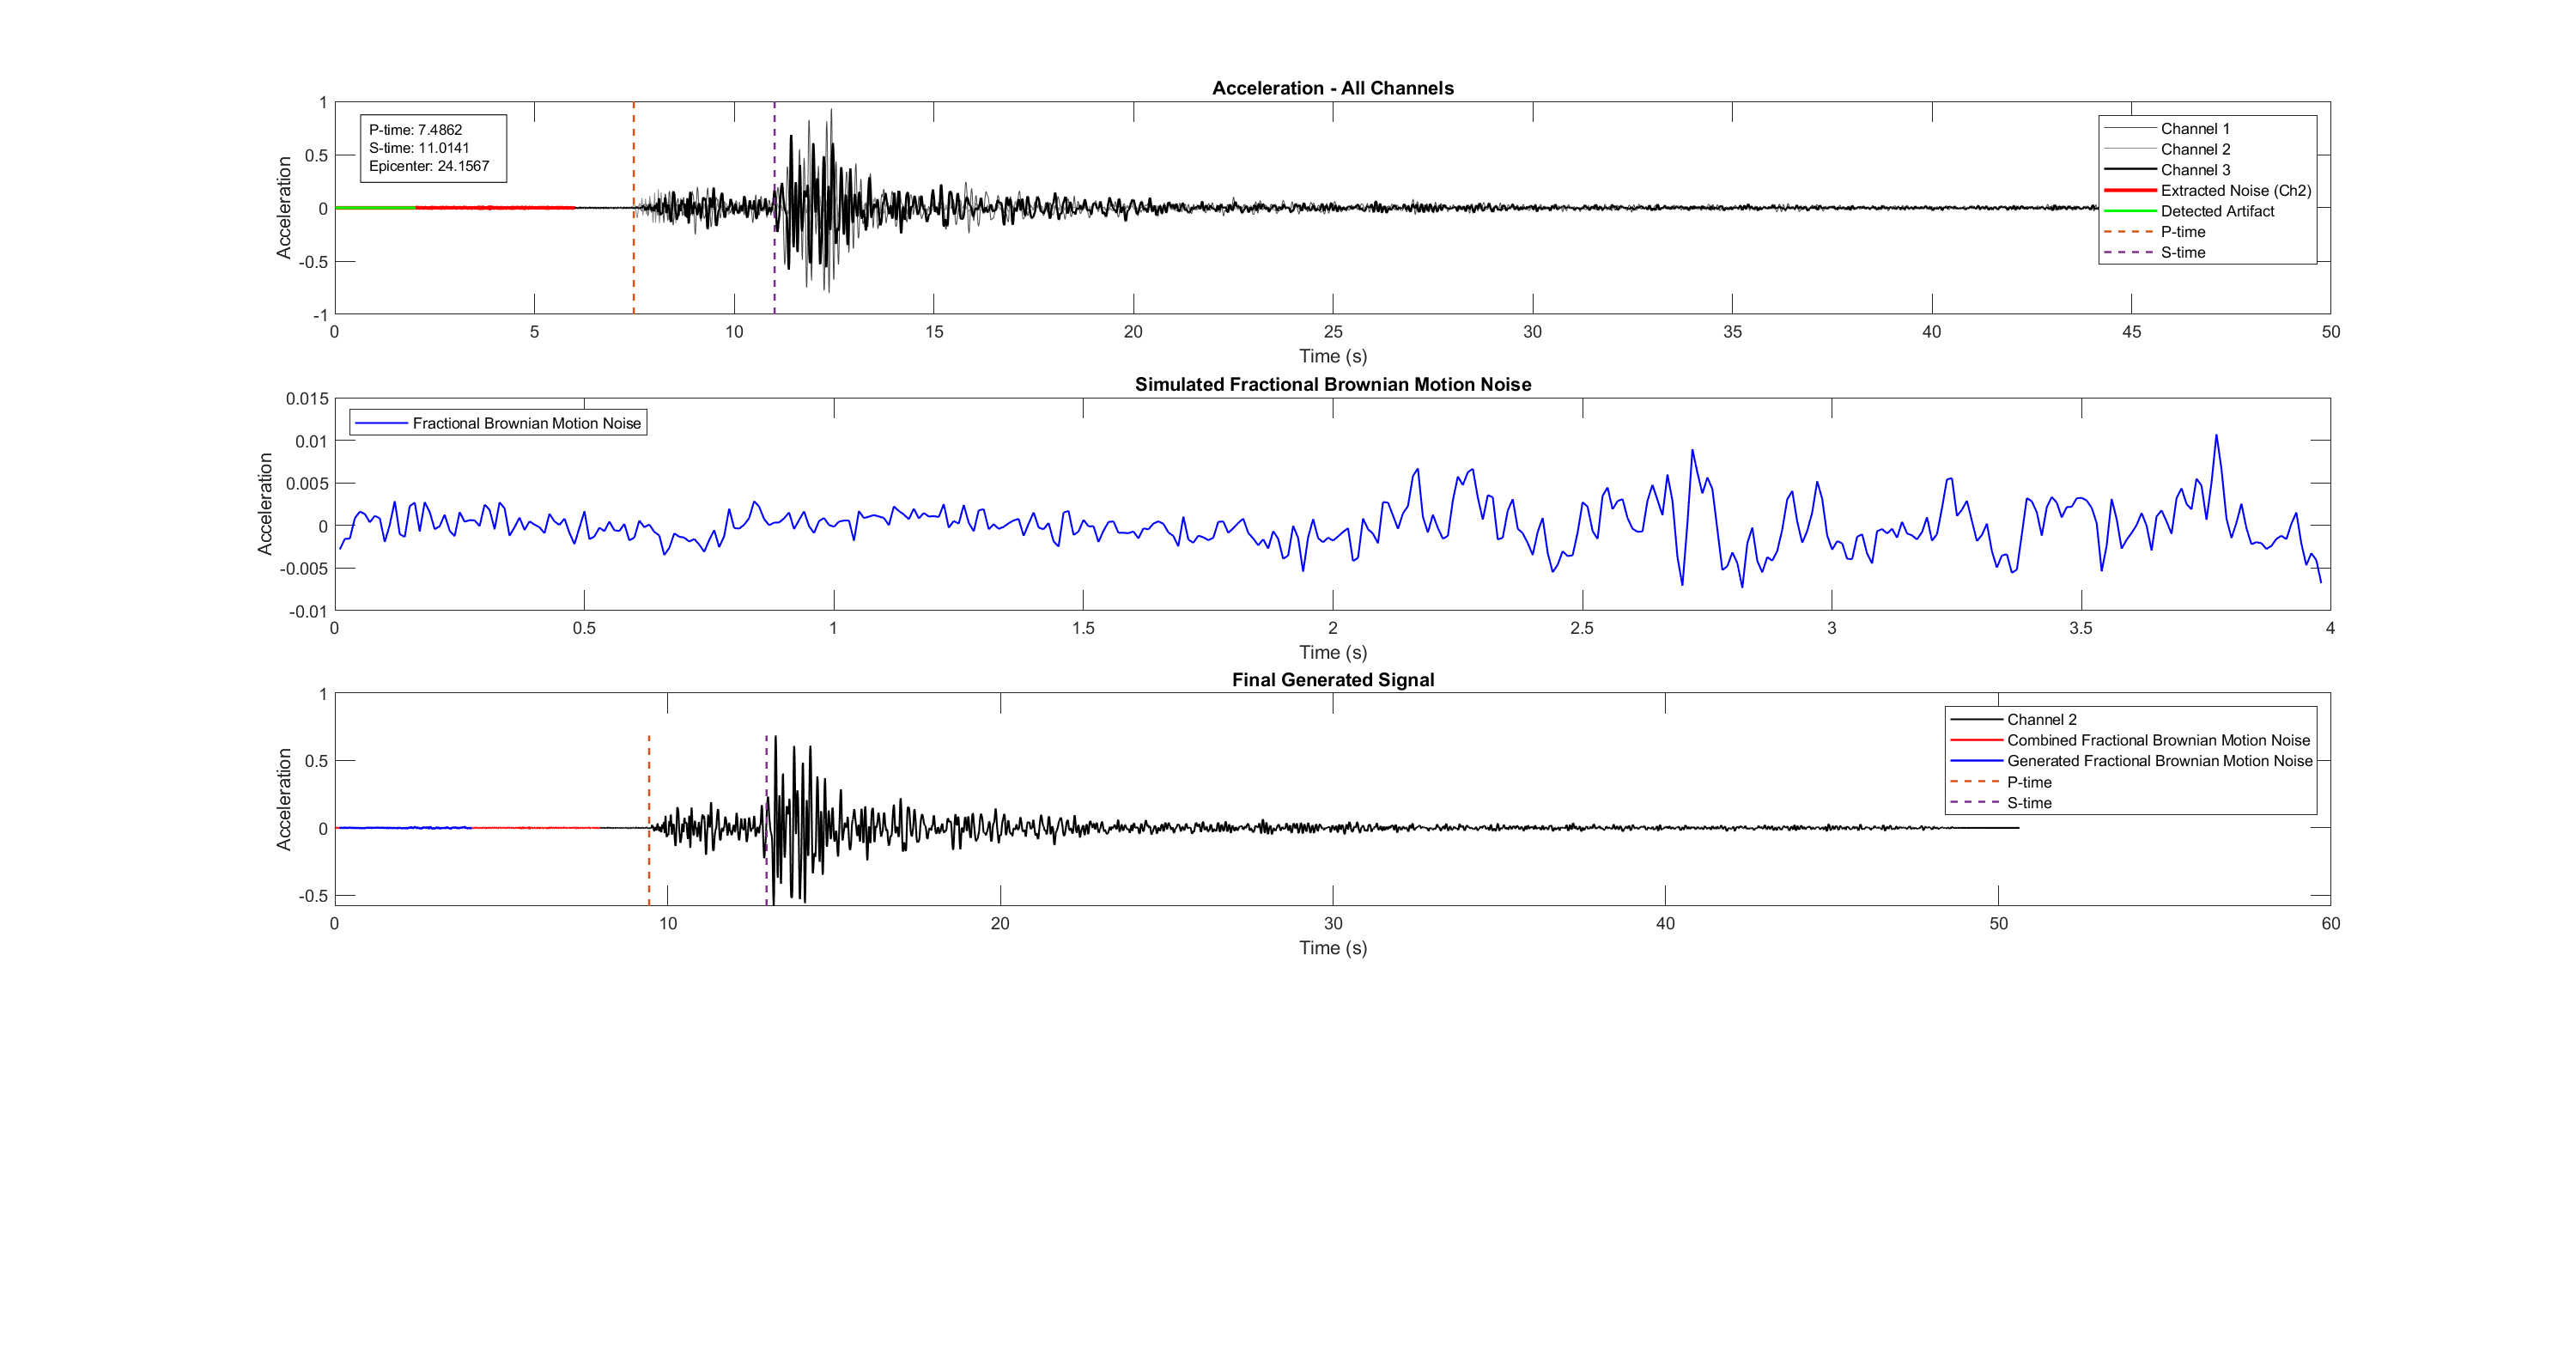 Acceleration - All Channels
Acceleration
1
0.5
0
-0.5
-1
P-time: 7.4862
S-time: 11.0141
Epicenter: 24.1567
Channel 1
Channel 2
Channel 3
Extracted Noise (Ch2)
Detected Artifact
P-time
S-time
0 5 10 15 20 25 30 35 40 45 50
Time (s)
Simulated Fractional Brownian Motion Noise
Acceleration
0.015
0.01
0.005
0
-0.005
-0.01
Fractional Brownian Motion Noise
0 0.5 1 1.5 2 2.5 3 3.5 4
Time (s)
Final Generated Signal
Acceleration
1
0.5
0
-0.5
Channel 2
Combined Fractional Brownian Motion Noise
Generated Fractional Brownian Motion Noise
P-time
S-time
0 10 20 30 40 50 60
Time (s)